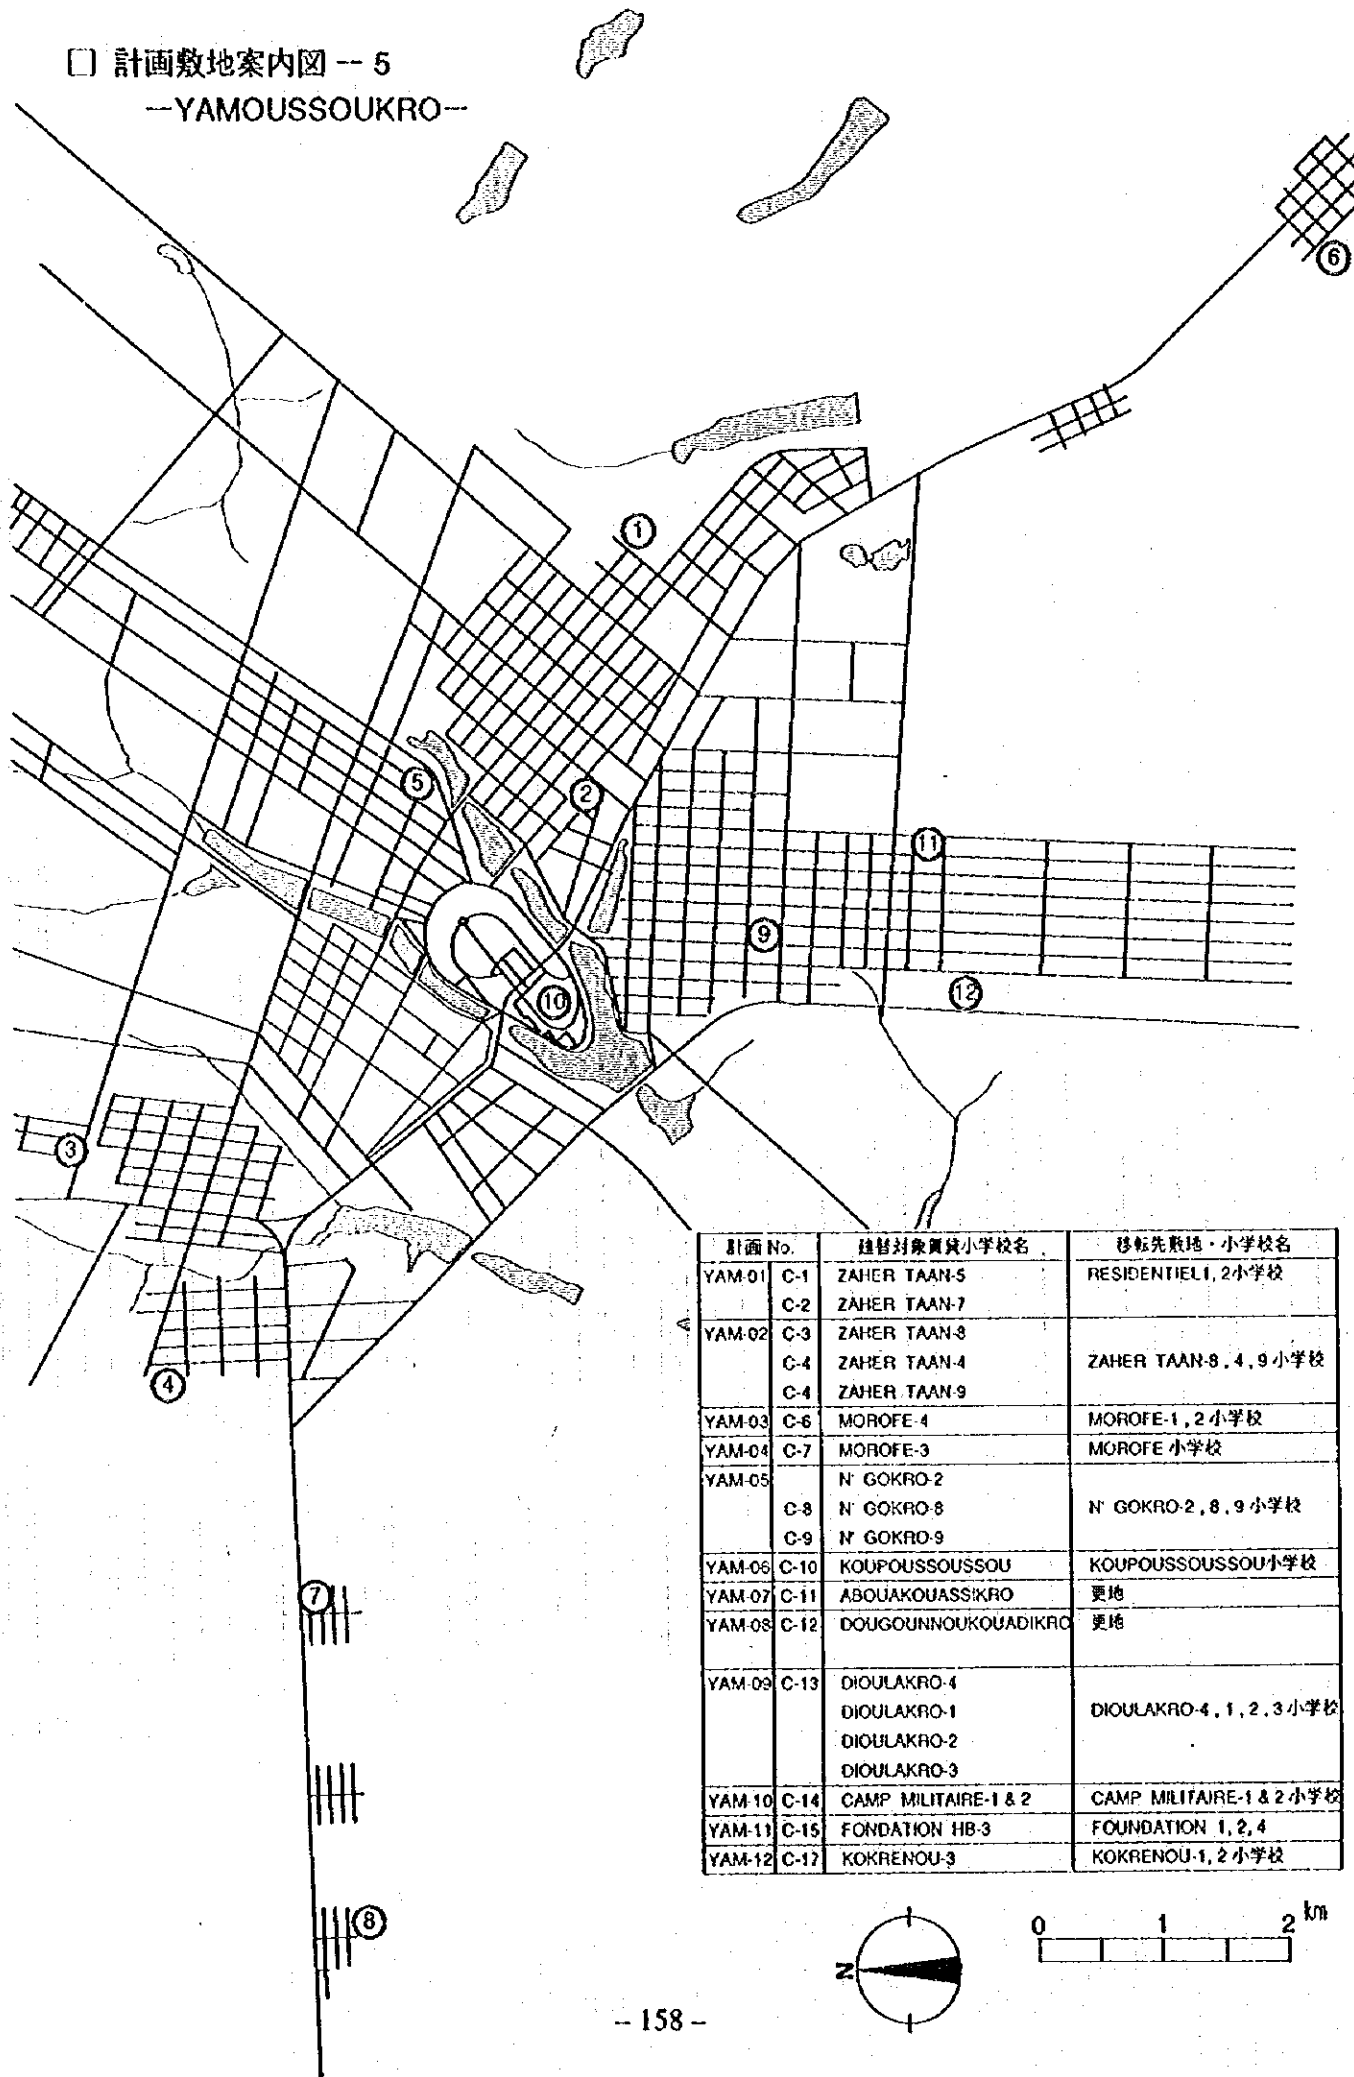 □ 計画敷地案内図 -- 5
--YAMOUSSOUKRO--
⑥
①
⑤
②
⑪
⑨
⑩
⑫
③
④
⑦
⑧
計画 No. 建替対象賃貸小学校名 移転先敷地・小学校名
YAM-01 C-1 ZAHER TAAN-5 RESIDENTIEL1, 2小学校
C-2 ZAHER TAAN-7
YAM-02 C-3 ZAHER TAAN-8
C-4 ZAHER TAAN-4 ZAHER TAAN-8, 4, 9 小学校
C-4 ZAHER TAAN-9
YAM-03 C-6 MOROFE-4 MOROFE-1, 2 小学校
YAM-04 C-7 MOROFE-3 MOROFE 小学校
YAM-05 N' GOKRO-2
C-8 N' GOKRO-8 N' GOKRO-2, 8, 9 小学校
C-9 N' GOKRO-9
YAM-06 C-10 KOUPOUSSOUSSOU KOUPOUSSOUSSOU小学校
YAM-07 C-11 ABOUAKOUASSIKRO 更地
YAM-08 C-12 DOUGOUNNOUKOUADIKRO 更地
YAM-09 C-13 DIOULAKRO-4
DIOULAKRO-1 DIOULAKRO-4, 1, 2, 3 小学校
DIOULAKRO-2
DIOULAKRO-3
YAM-10 C-14 CAMP MILITAIRE-1 & 2 CAMP MILITAIRE-1 & 2 小学校
YAM-11 C-15 FONDATION HB-3 FOUNDATION 1, 2, 4
YAM-12 C-17 KOKRENOU-3 KOKRENOU-1, 2 小学校
N
0 1 2 km
-- 158 --